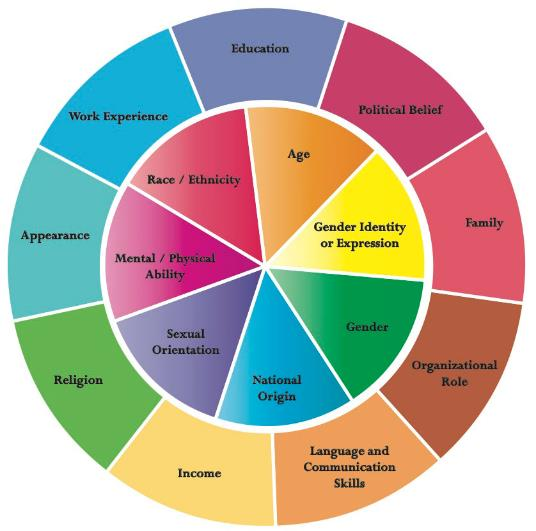 Education
Political Belief
Family
Organizational
Role
Language and
Communication
Skills
Income
Religion
Appearance
Work Experience
Age
Gender Identity
or Expression
Gender
National
Origin
Sexual
Orientation
Mental / Physical
Ability
Race / Ethnicity